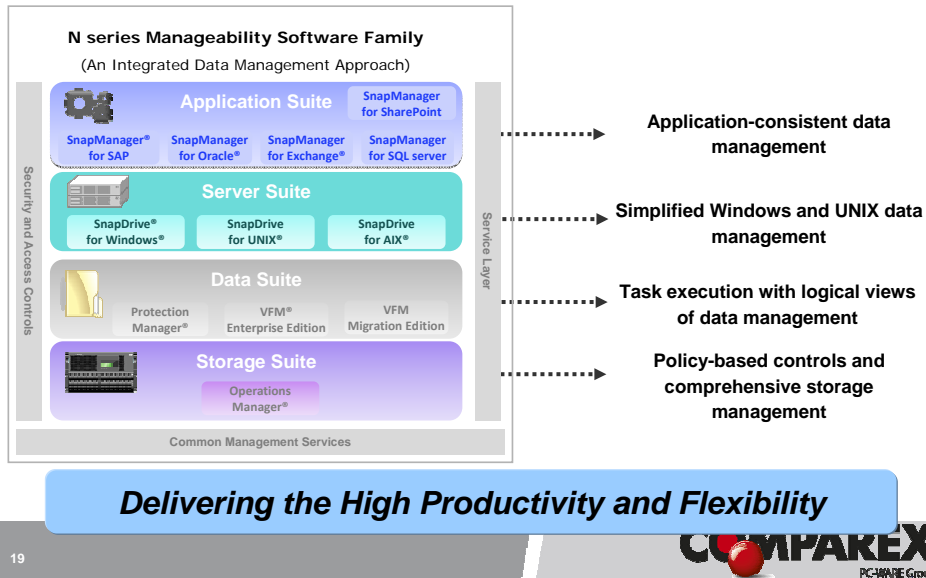 N series Manageability Software Family
(An Integrated Data Management Approach)
Security and Access Controls
Application Suite
SnapManager
for SharePoint
SnapManager®
for SAP
SnapManager
for Oracle®
SnapManager
for Exchange®
SnapManager
for SQL server
Server Suite
SnapDrive®
for Windows®
SnapDrive
for UNIX®
SnapDrive
for AIX®
Data Suite
Protection
Manager®
VFM®
Enterprise Edition
VFM
Migration Edition
Storage Suite
Operations
Manager®
Service Layer
Common Management Services
Application-consistent data
management
Simplified Windows and UNIX data
management
Task execution with logical views
of data management
Policy-based controls and
comprehensive storage
management
Delivering the High Productivity and Flexibility
19
COMPAREX
PC-WARE Grou